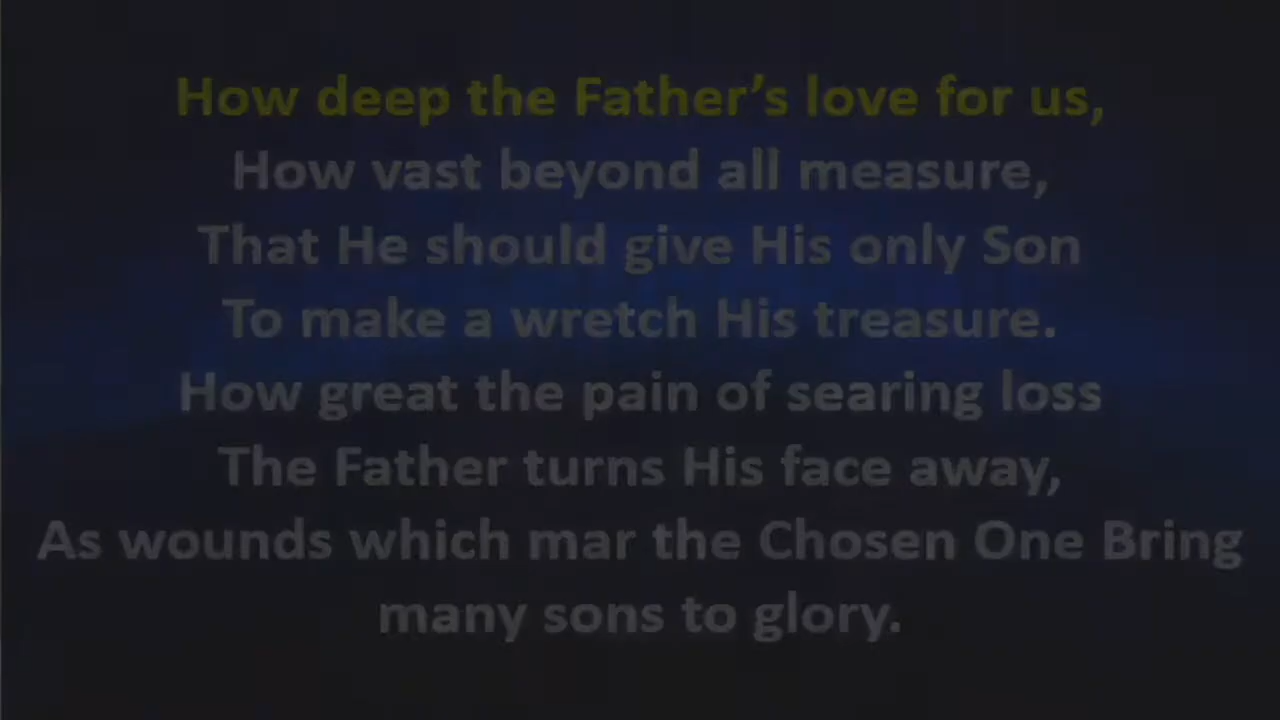 How deep the Father’s love for us,
How vast beyond all measure,
That He should give His only Son
To make a wretch His treasure.
How great the pain of searing loss
The Father turns His face away,
As wounds which mar the Chosen One Bring
many sons to glory.